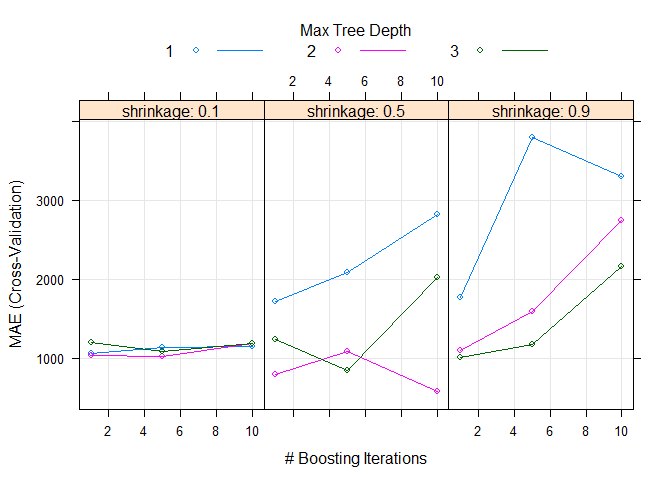 Max Tree Depth
1 2 3
2 4 6 8 10
shrinkage: 0.1 shrinkage: 0.5 shrinkage: 0.9
MAE (Cross-Validation)
3000
2000
1000
2 4 6 8 10 2 4 6 8 10
# Boosting Iterations